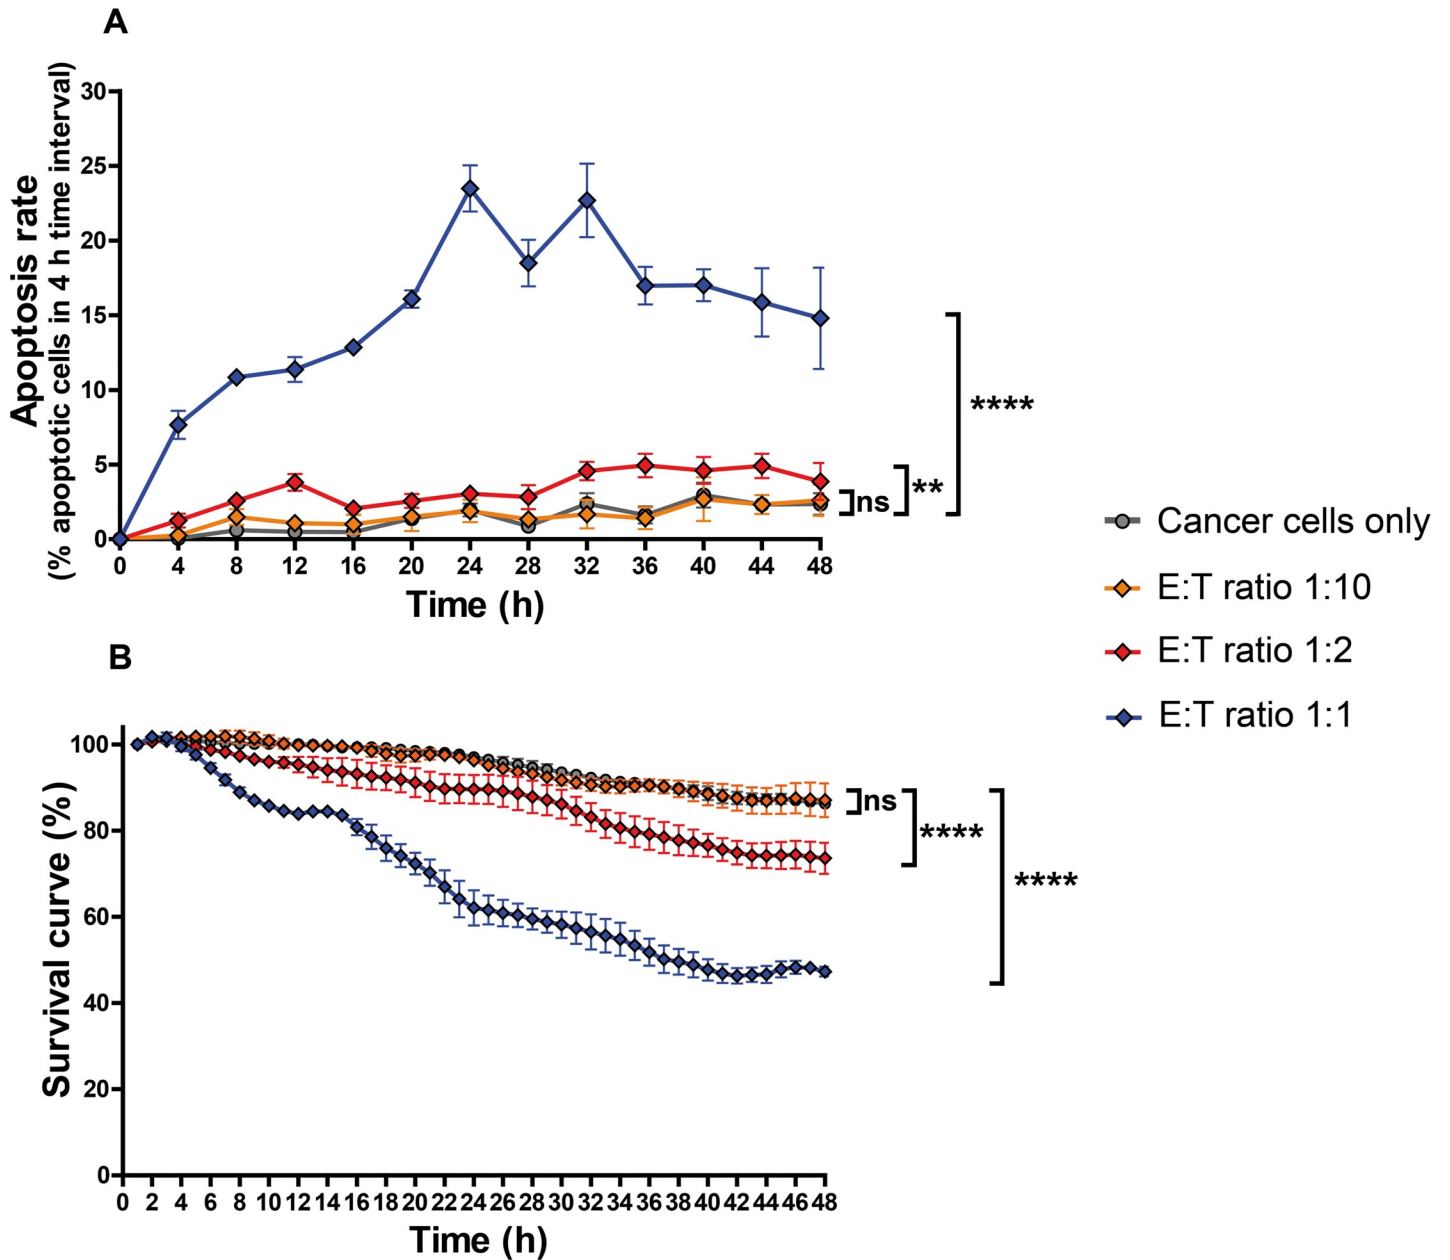 A
Apoptosis rate
(% apoptotic cells in 4 h time interval)
30
25
20
15
10
5
0
0 4 8 12 16 20 24 28 32 36 40 44 48
Time (h)
ns
**
****
Cancer cells only
E:T ratio 1:10
E:T ratio 1:2
E:T ratio 1:1
B
Survival curve (%)
100
80
60
40
20
0
0 2 4 6 8 10 12 14 16 18 20 22 24 26 28 30 32 34 36 38 40 42 44 46 48
Time (h)
ns
****
****